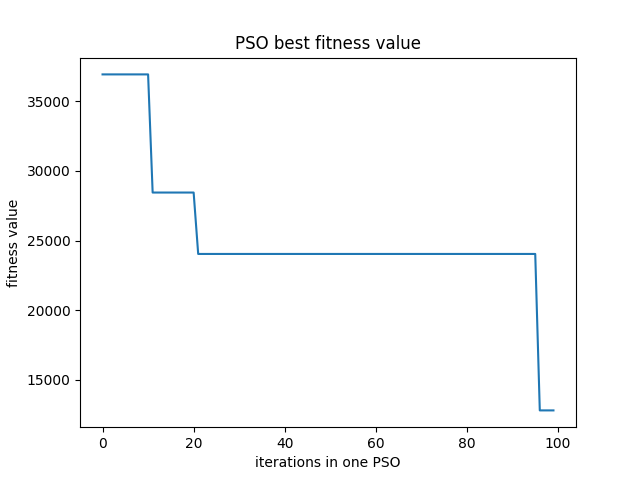 PSO best fitness value
fitness value
35000
30000
25000
20000
15000
0 20 40 60 80 100
iterations in one PSO